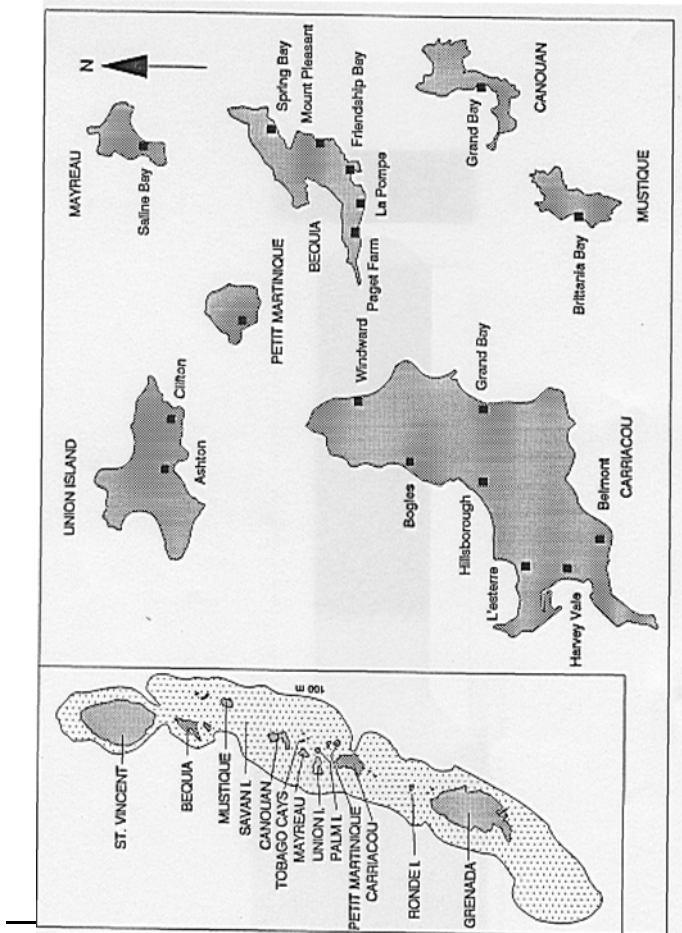 N
MAYREAU
Saline Bay
Spring Bay
Mount Pleasant
Friendship Bay
La Pompe
BEQUIA
Paget Farm
Grand Bay
CANOUAN
Brittania Bay
MUSTIQUE
PETIT MARTINIQUE
UNION ISLAND
Clifton
Ashton
Windward
Grand Bay
Bogles
Hillsborough
L'esterre
Harvey Vale
Belmont
CARRIACOU
ST. VINCENT
BEQUIA
MUSTIQUE
SAVAN I.
CANOUAN
TOBAGO CAYS
MAYREAU
UNION I.
PALM I.
PETIT MARTINIQUE
CARRIACOU
RONDE I.
GRENADA
100 m